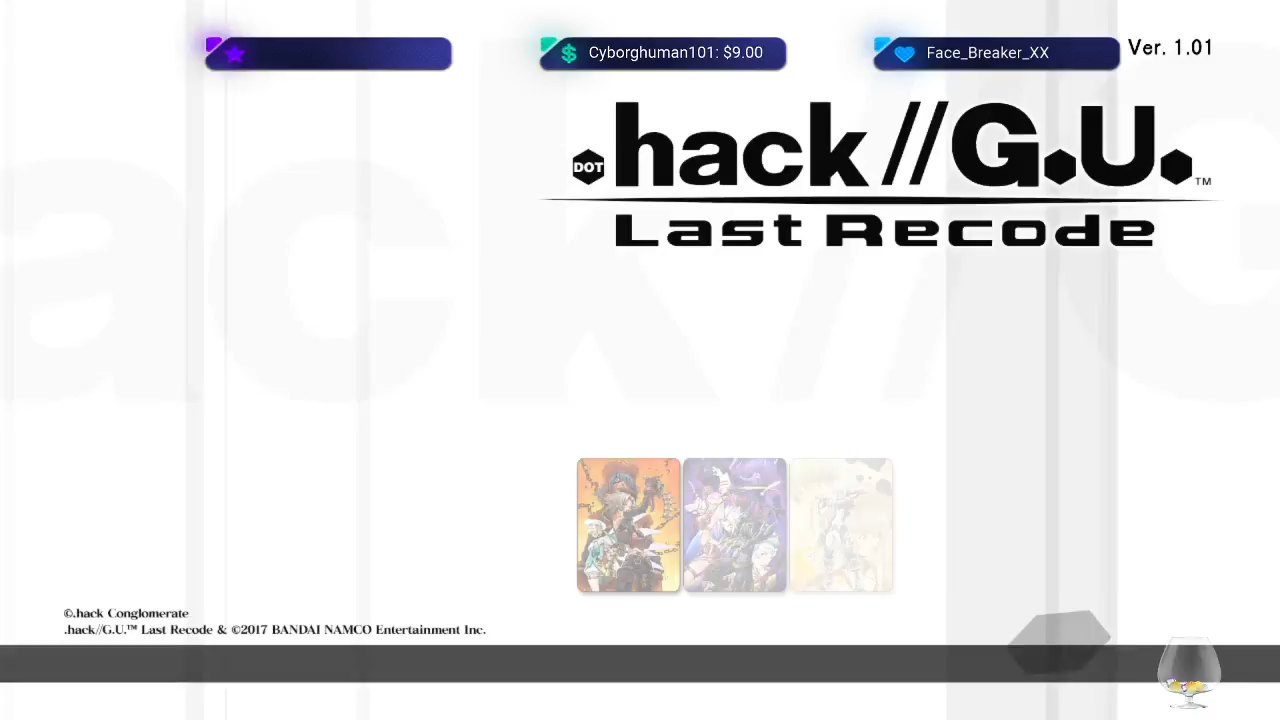 Cyborghuman101: $9.00
Face_Breaker_XX
Ver. 1.01
DOT
.hack//G.U.™
Last Recode
ack//G
©.hack Conglomerate
.hack//G.U.™ Last Recode & ©2017 BANDAI NAMCO Entertainment Inc.